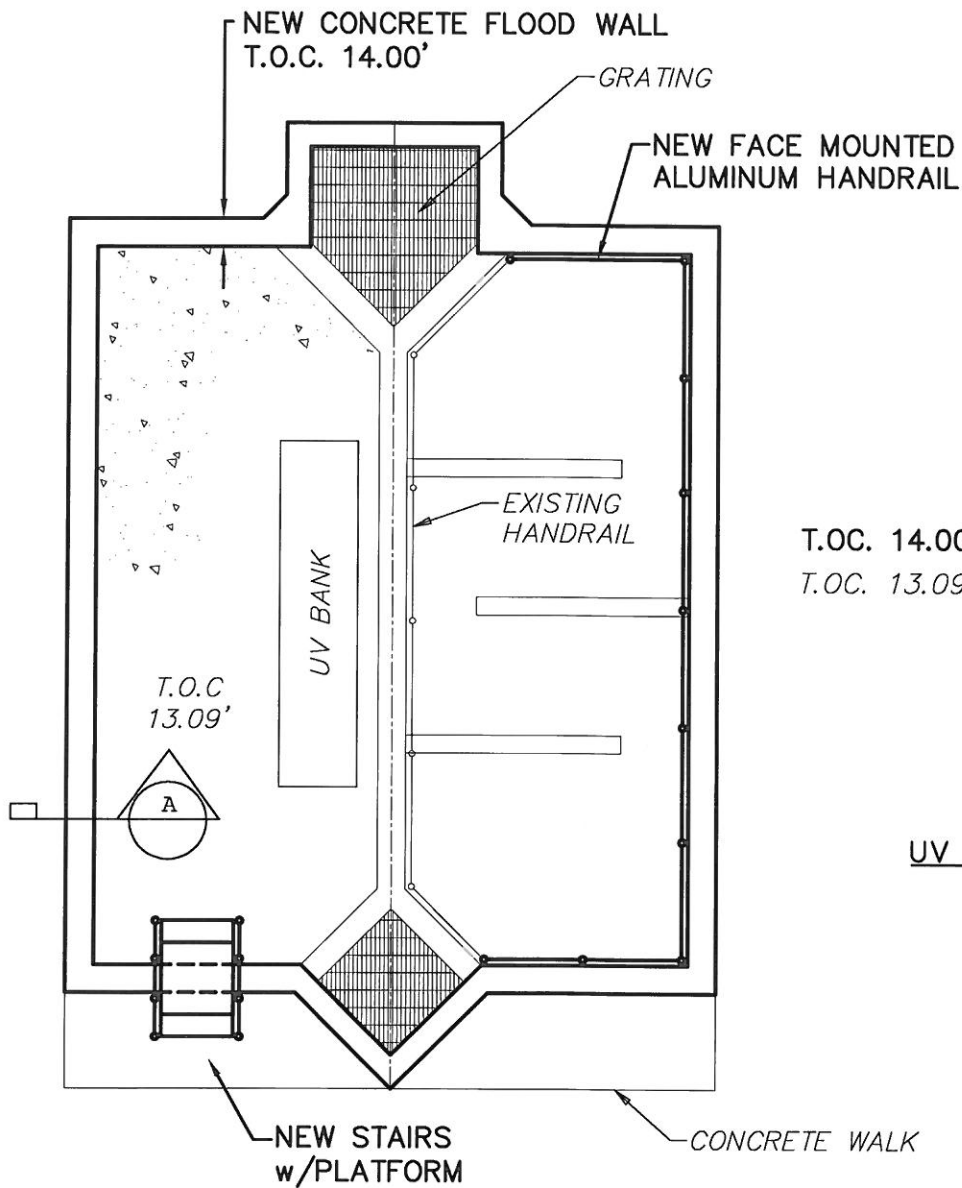 NEW CONCRETE FLOOD WALL
T.O.C. 14.00'
GRATING
NEW FACE MOUNTED
ALUMINUM HANDRAIL
EXISTING
HANDRAIL
UV BANK
T.OC. 14.00
T.OC. 13.09
T.O.C
13.09'
A
UV
NEW STAIRS
w/PLATFORM
CONCRETE WALK